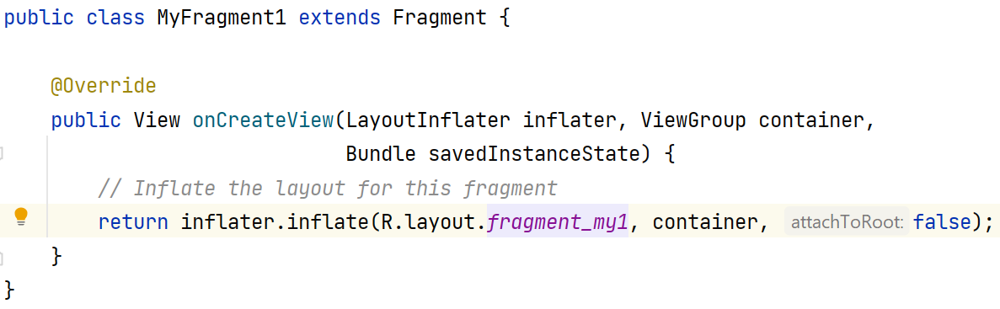 public class MyFragment1 extends Fragment {
@Override
public View onCreateView(LayoutInflater inflater, ViewGroup container,
Bundle savedInstanceState) {
// Inflate the layout for this fragment
return inflater.inflate(R.layout.fragment_my1, container, attachToRoot: false);
}
}